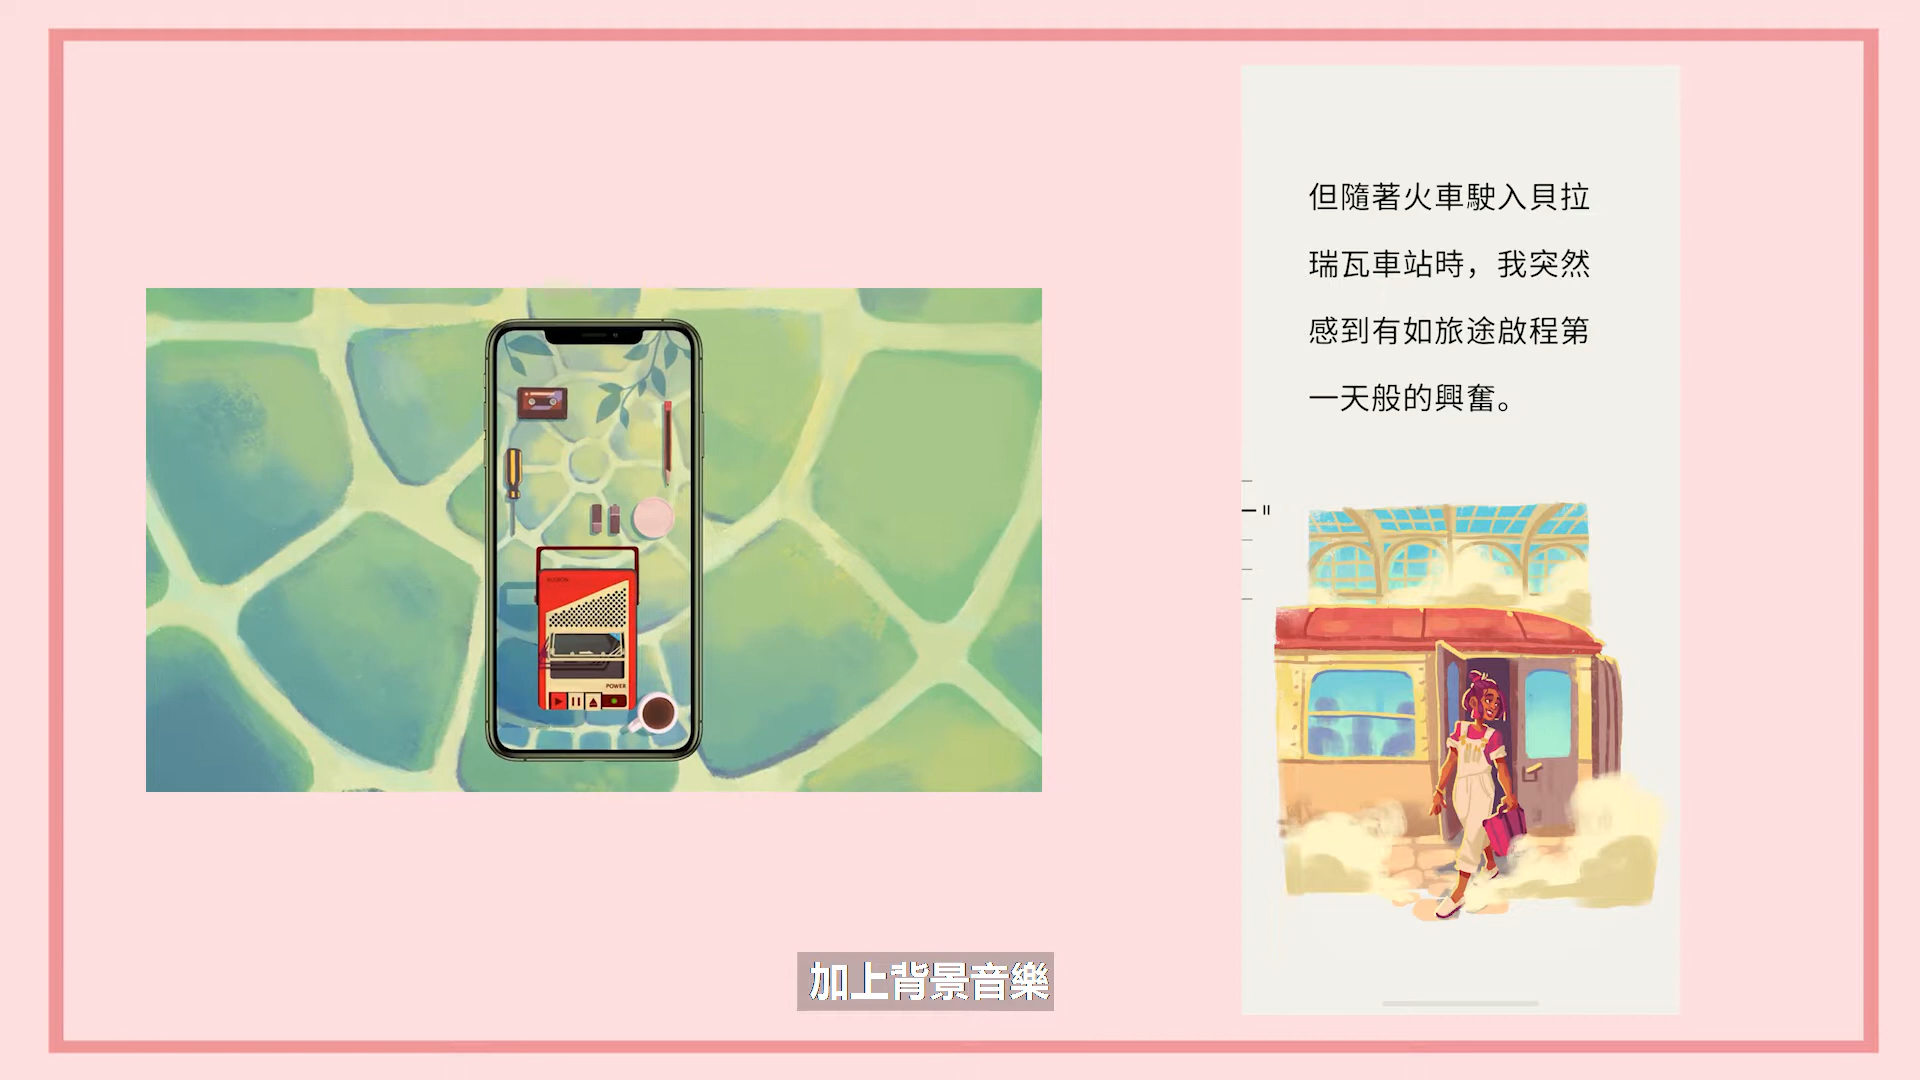 但隨著火車駛入貝拉
瑞瓦車站時，我突然
感到有如旅途啟程第
一天般的興奮。
II
POWER
加上背景音樂